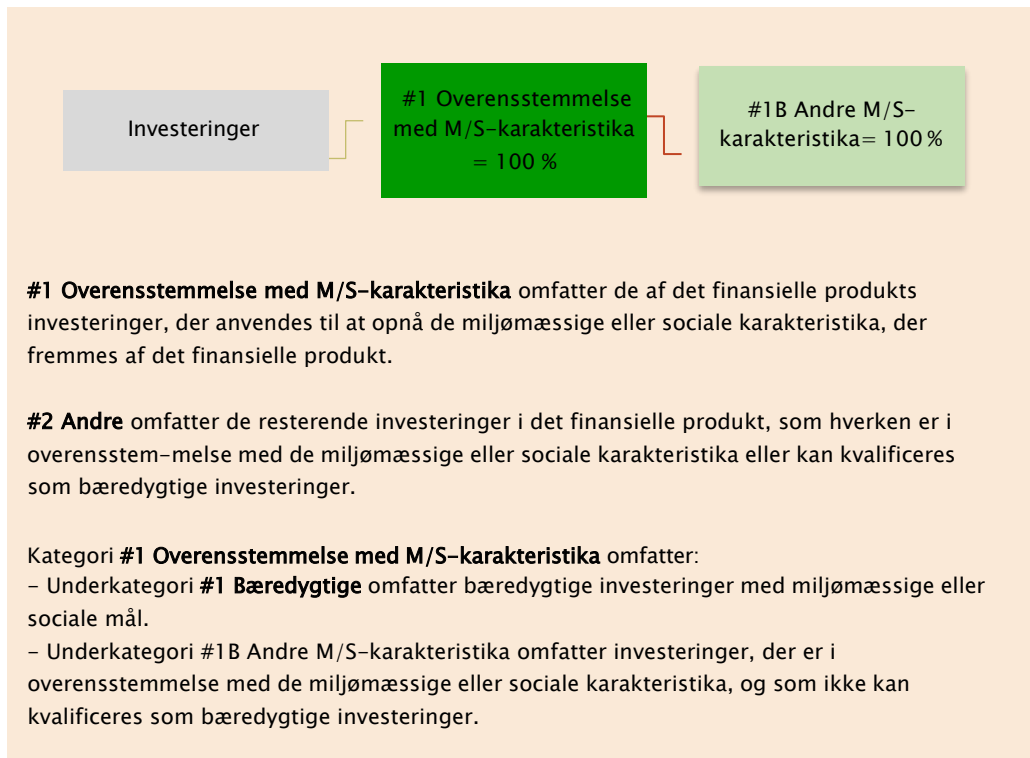 Investeringer
#1 Overensstemmelse
med M/S-karakteristika
= 100 %
#1B Andre M/S-
karakteristika= 100 %
#1 Overensstemmelse med M/S-karakteristika omfatter de af det finansielle produkts
investeringer, der anvendes til at opnå de miljømæssige eller sociale karakteristika, der
fremmes af det finansielle produkt.
#2 Andre omfatter de resterende investeringer i det finansielle produkt, som hverken er i
overensstem-melse med de miljømæssige eller sociale karakteristika eller kan kvalificeres
som bæredygtige investeringer.
Kategori #1 Overensstemmelse med M/S-karakteristika omfatter:
- Underkategori #1 Bæredygtige omfatter bæredygtige investeringer med miljømæssige eller
sociale mål.
- Underkategori #1B Andre M/S-karakteristika omfatter investeringer, der er i
overensstemmelse med de miljømæssige eller sociale karakteristika, og som ikke kan
kvalificeres som bæredygtige investeringer.